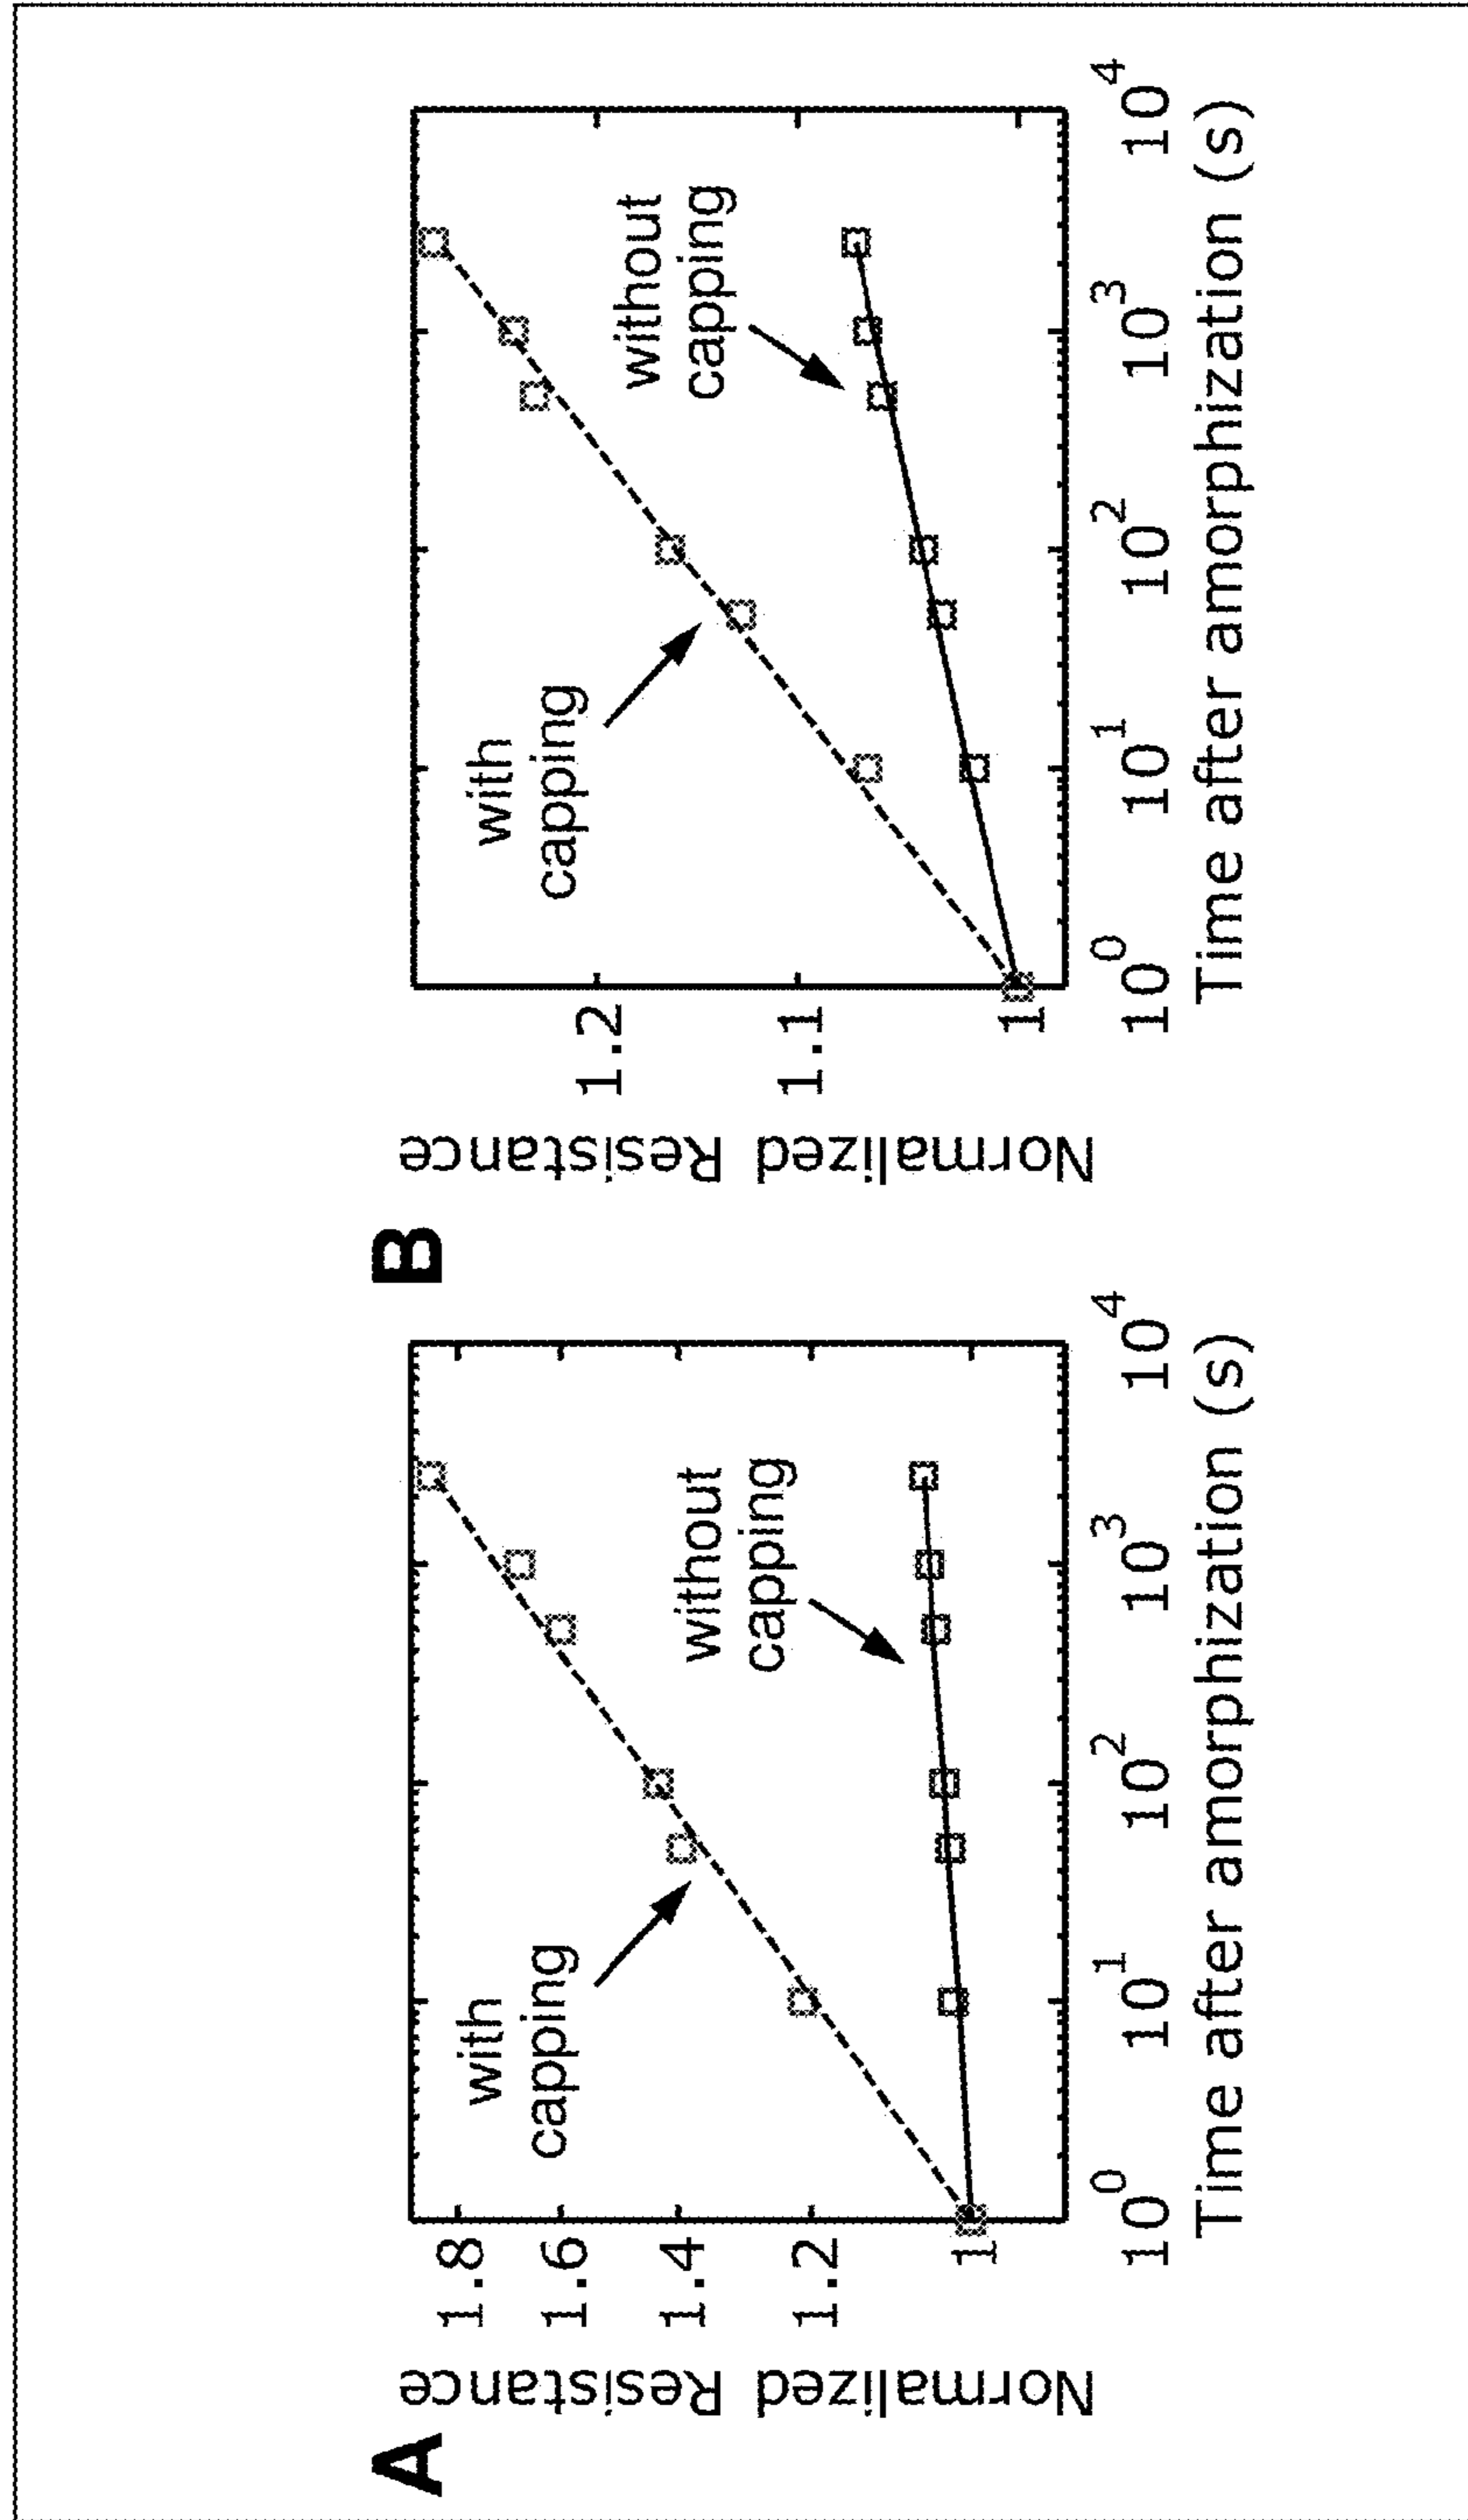 A
Normalized Resistance
1.8
1.6
1.4
1.2
1
with
capping
without
capping
10^0 10^1 10^2 10^3 10^4
Time after amorphization (s)
B
Normalized Resistance
1.2
1.1
1
with
capping
without
capping
10^0 10^1 10^2 10^3 10^4
Time after amorphization (s)